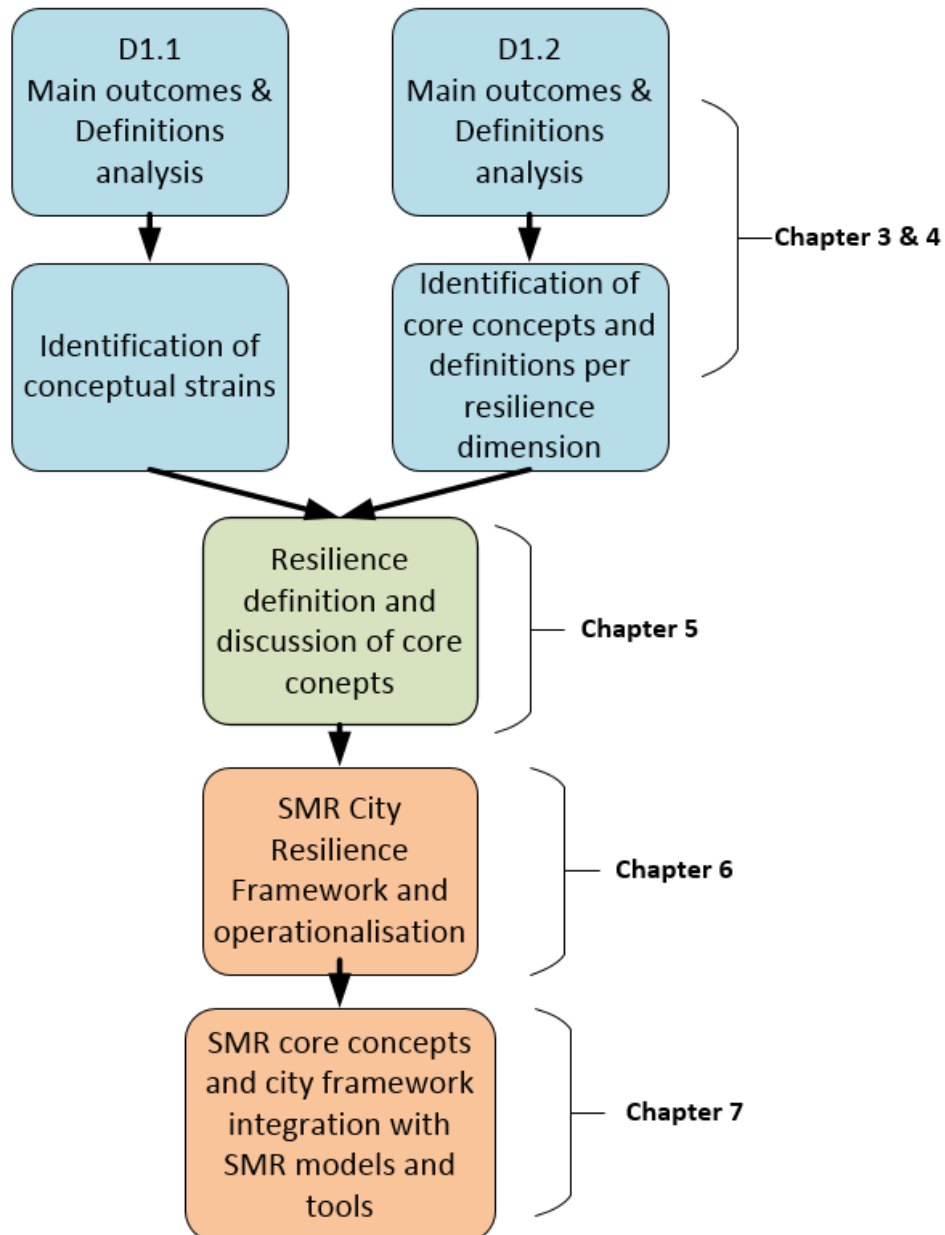 D1.1
Main outcomes &
Definitions
analysis
D1.2
Main outcomes &
Definitions
analysis
Chapter 3 & 4
Identification of
conceptual strains
Identification of
core concepts and
definitions per
resilience
dimension
Resilience
definition and
discussion of core
conepts
Chapter 5
SMR City
Resilience
Framework and
operationalisation
Chapter 6
SMR core concepts
and city framework
integration with
SMR models and
tools
Chapter 7